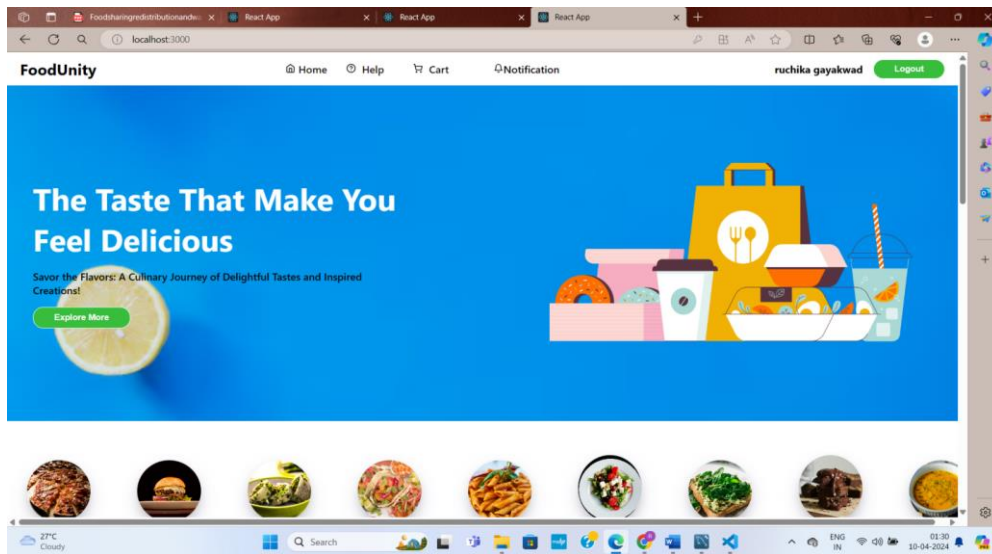 Foodsharingredistributionandwa
React App
React App
React App
localhost:3000
FoodUnity
Home
Help
Cart
Notification
ruchika gayakwad
Logout
The Taste That Make You
Feel Delicious
Savor the Flavors: A Culinary Journey of Delightful Tastes and Inspired
Creations!
Explore More
27°C
Cloudy
Search
ENG
IN
01:30
10-04-2024